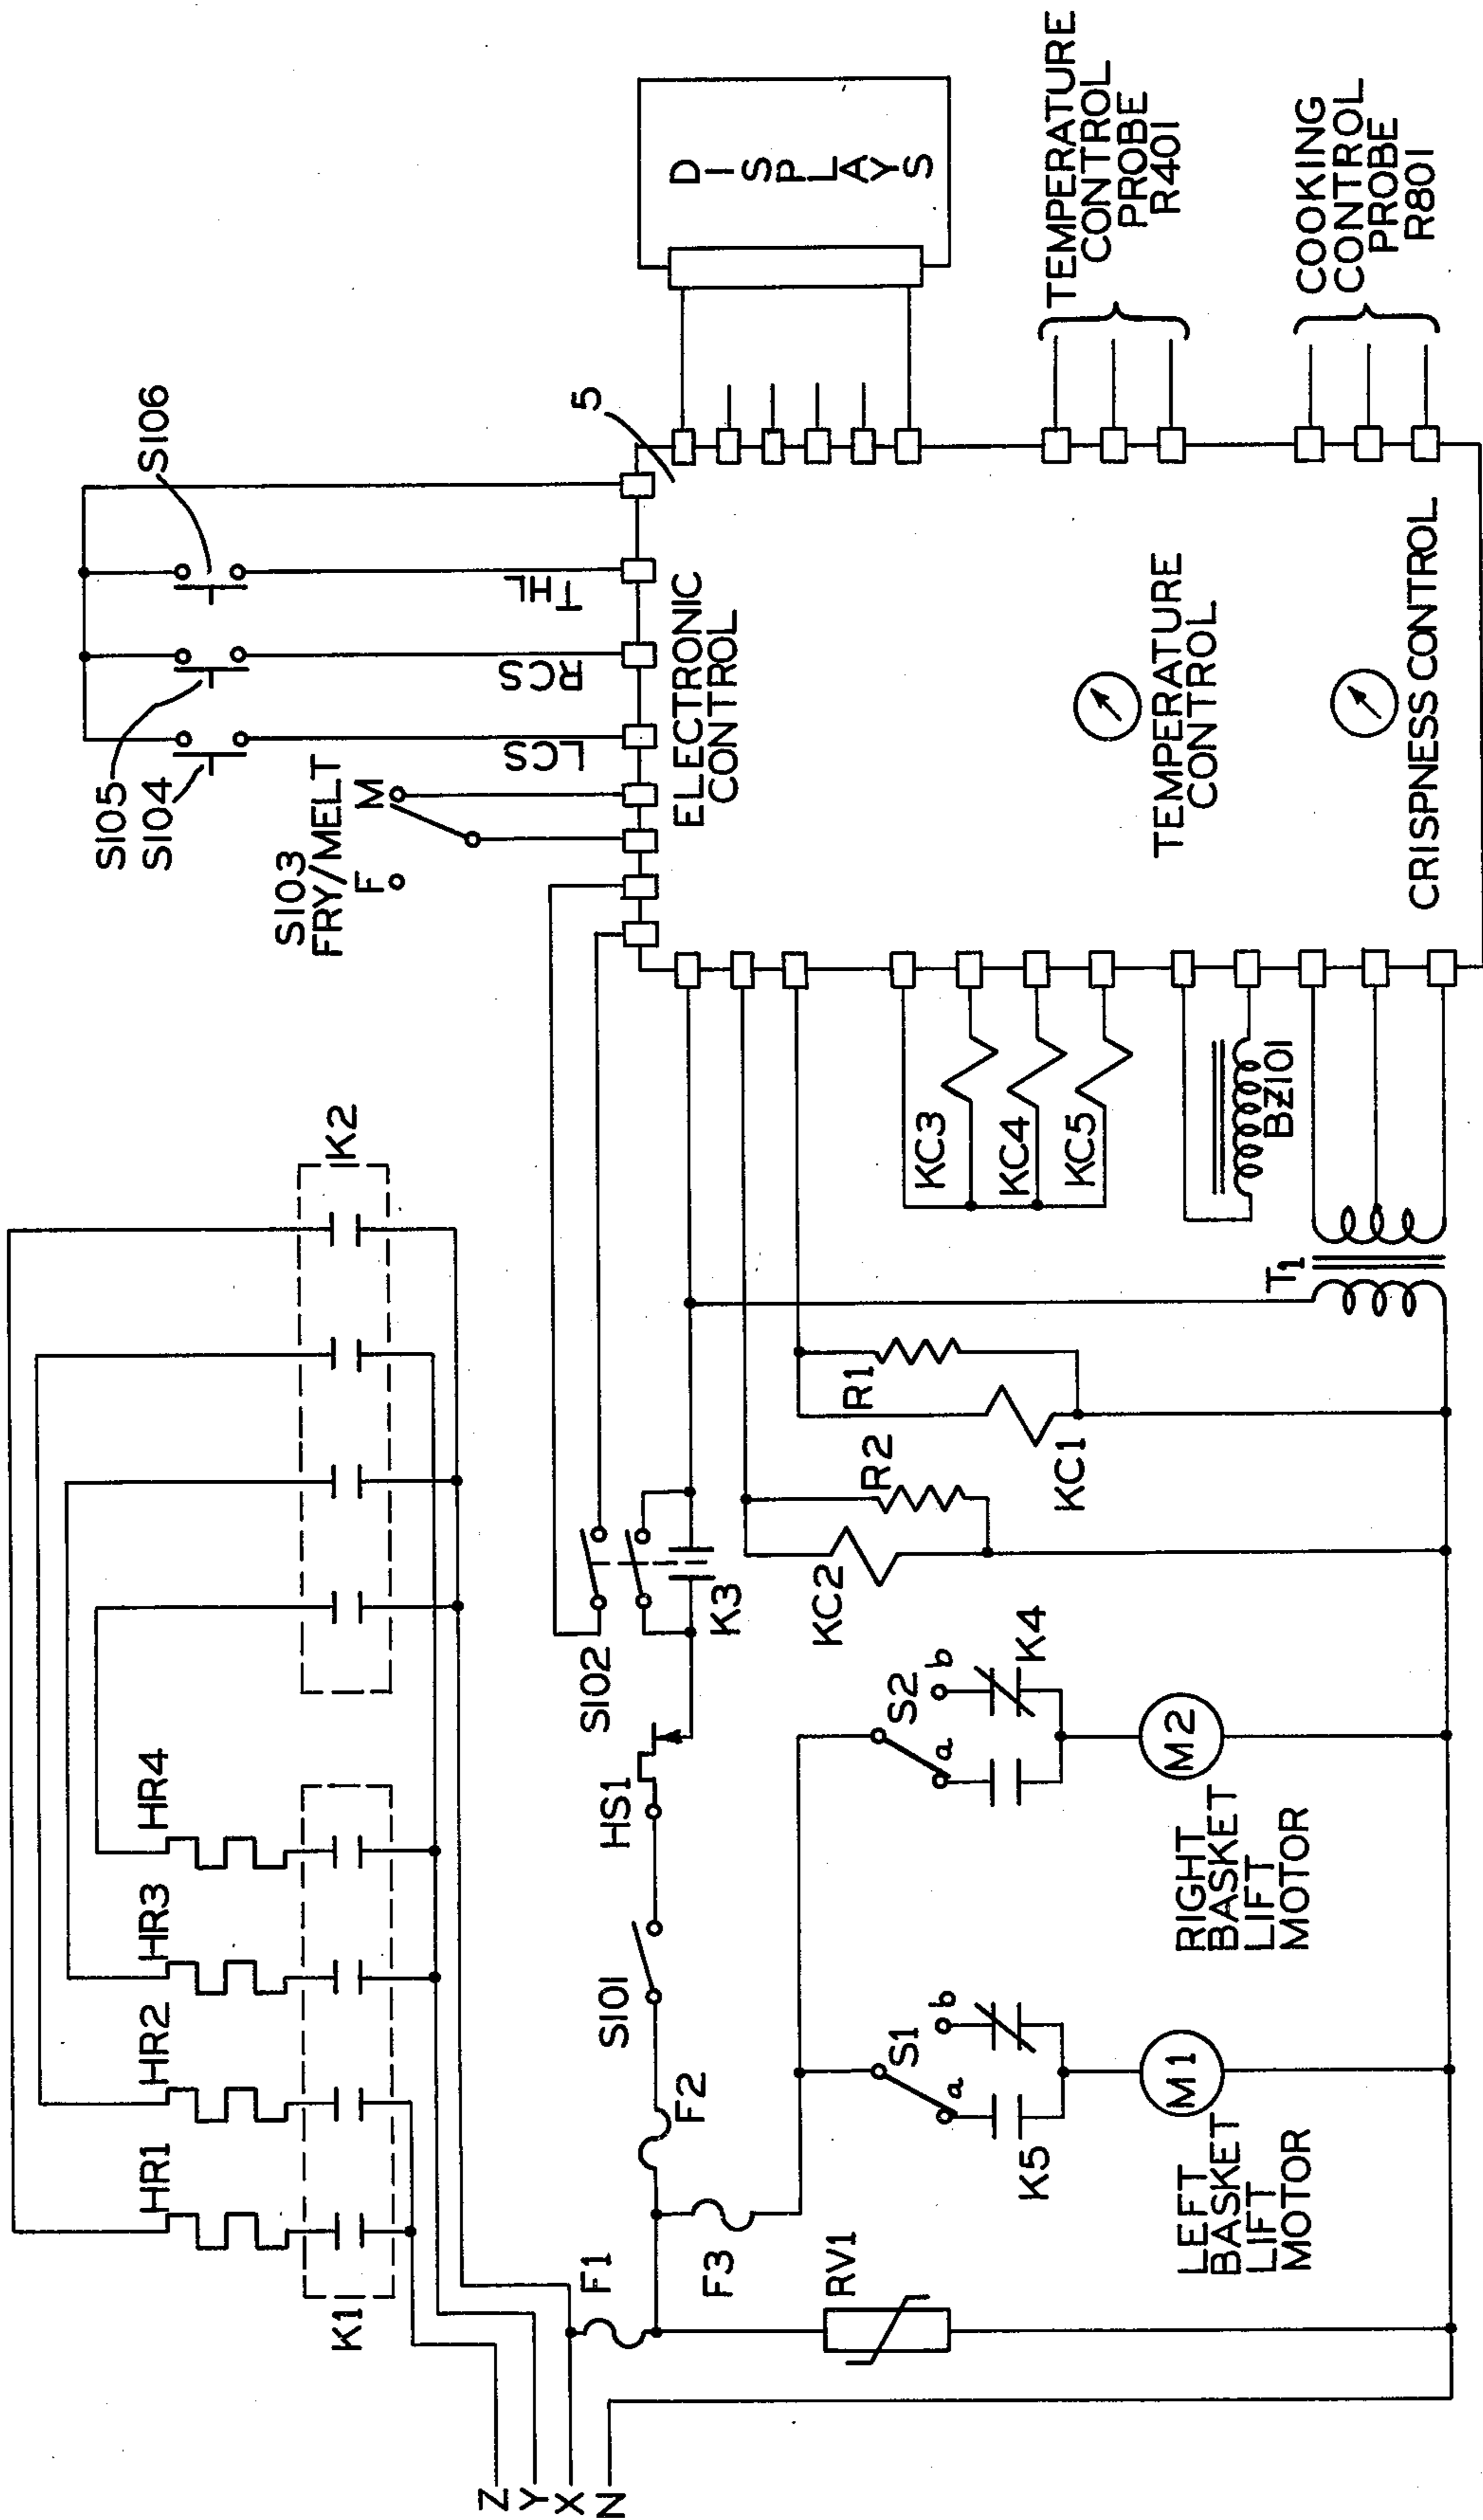 HR1
HR2
HR3
HR4
K1
K2
Z
Y
X
N
F1
F2
F3
S101
HS1
S102
K3
RV1
S1
a
b
K5
S2
a
b
K4
M1
M2
LEFT
BASKET
LIFT
MOTOR
RIGHT
BASKET
LIFT
MOTOR
KC2
R2
R1
KC1
T1
KC3
KC4
KC5
BZ101
S103
FRY/MELT
F
M
S105
S104
S106
LCS
RCS
THL
5
ELECTRONIC
CONTROL
TEMPERATURE
CONTROL
CRISPNESS CONTROL
DISPLAYS
TEMPERATURE
CONTROL
PROBE
R401
COOKING
CONTROL
PROBE
R801